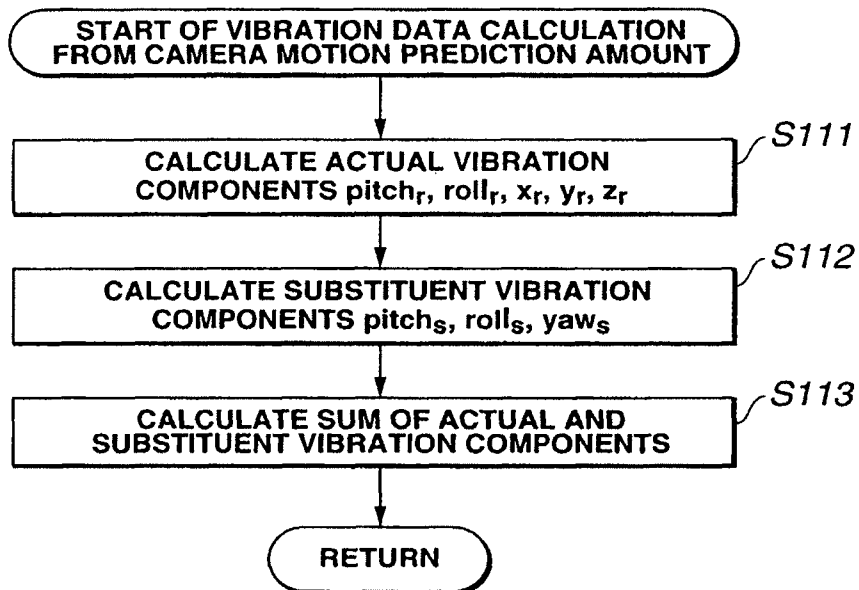 START OF VIBRATION DATA CALCULATION
FROM CAMERA MOTION PREDICTION AMOUNT
S111
CALCULATE ACTUAL VIBRATION
COMPONENTS pitchr, rollr, xr, yr, zr
S112
CALCULATE SUBSTITUENT VIBRATION
COMPONENTS pitchs, rolls, yaws
S113
CALCULATE SUM OF ACTUAL AND
SUBSTITUENT VIBRATION COMPONENTS
RETURN